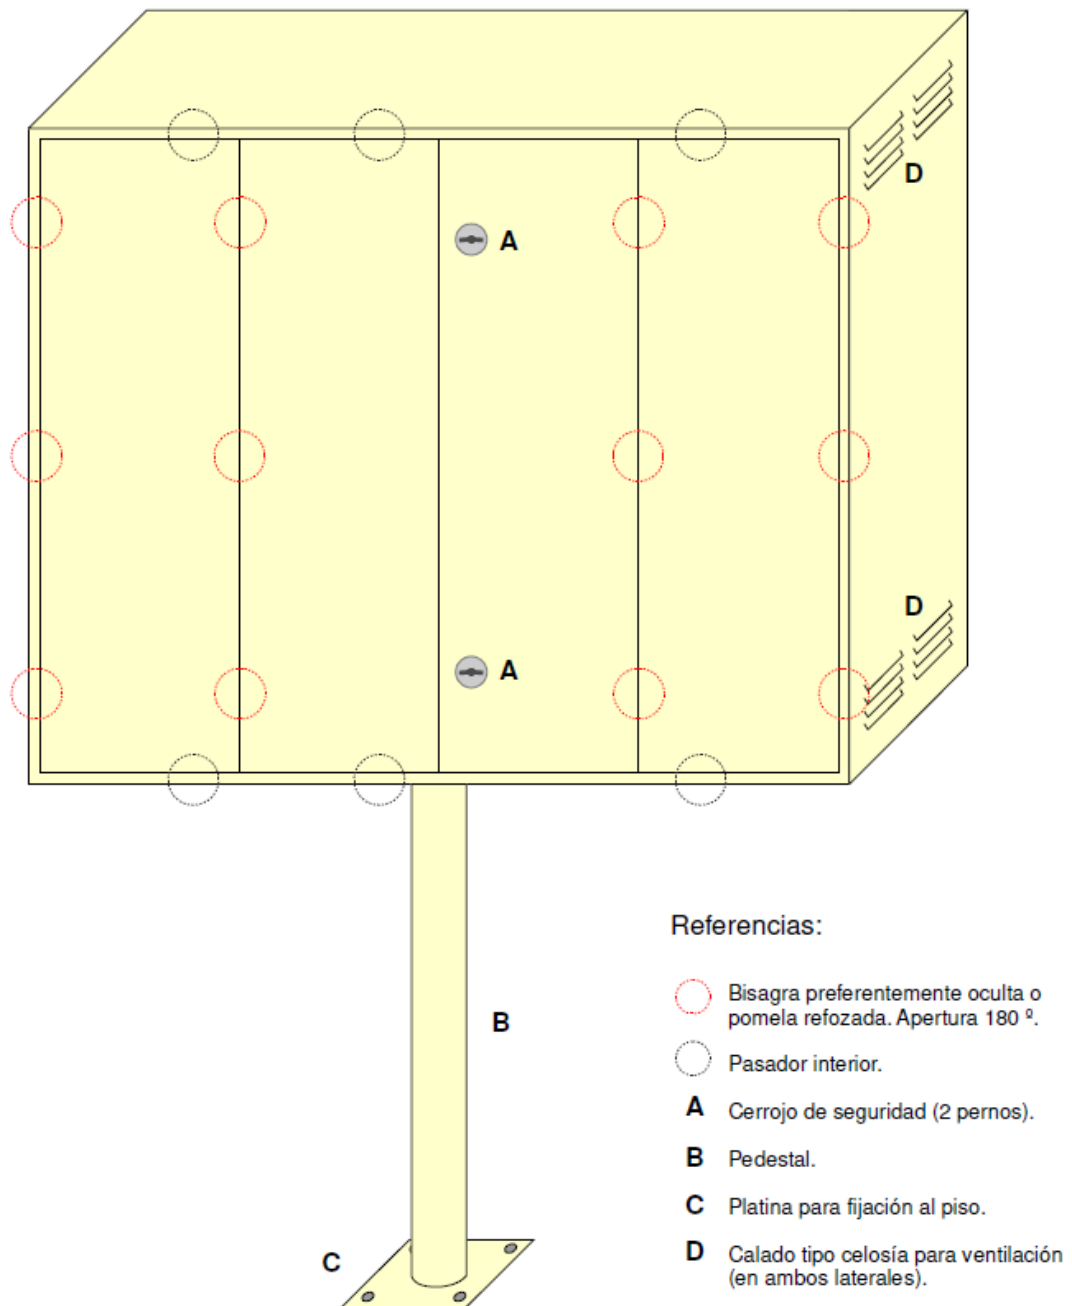 D
A
D
A
B
C
Referencias:
Bisagra preferentemente oculta o
pomela refozada. Apertura 180 º.
Pasador interior.
A Cerrojo de seguridad (2 pernos).
B Pedestal.
C Platina para fijación al piso.
D Calado tipo celosía para ventilación
(en ambos laterales).